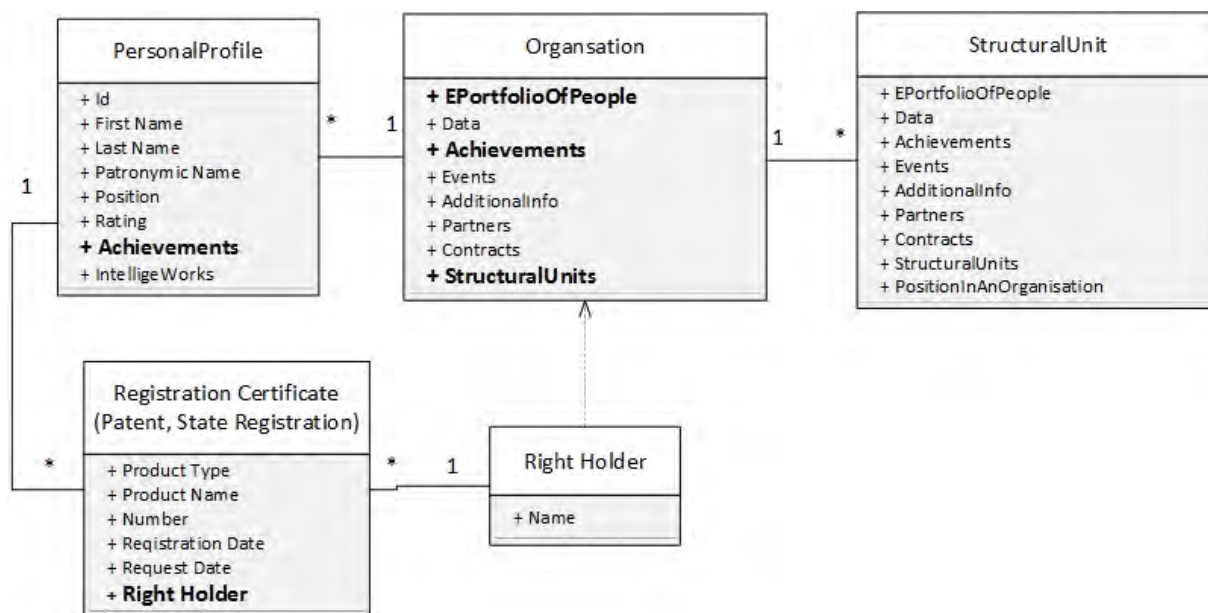 PersonalProfile
+ Id
+ First Name
+ Last Name
+ Patronymic Name
+ Position
+ Rating
+ Achievements
+ IntelligeWorks
*
1
1
Organsation
+ EPortfolioOfPeople
+ Data
+ Achievements
+ Events
+ AdditionalInfo
+ Partners
+ Contracts
+ StructuralUnits
1
*
StructuralUnit
+ EPortfolioOfPeople
+ Data
+ Achievements
+ Events
+ AdditionalInfo
+ Partners
+ Contracts
+ StructuralUnits
+ PositionInAnOrganisation
*
Registration Certificate
(Patent, State Registration)
+ Product Type
+ Product Name
+ Number
+ Reqistration Date
+ Request Date
+ Right Holder
*
1
Right Holder
+ Name